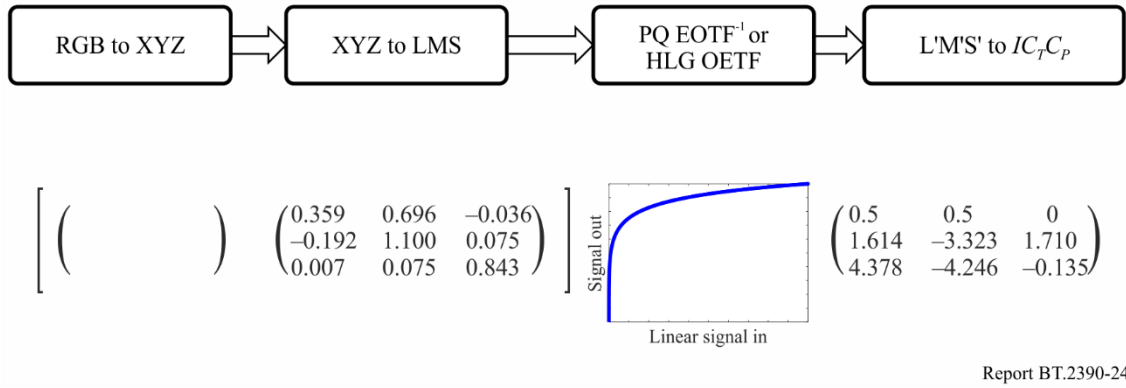 RGB to XYZ
XYZ to LMS
PQ EOTF⁻¹ or
HLG OETF
L'M'S' to ICTCP
0.359 0.696 –0.036
–0.192 1.100 0.075
0.007 0.075 0.843
Signal out
Linear signal in
0.5 0.5 0
1.614 –3.323 1.710
4.378 –4.246 –0.135
Report BT.2390-24